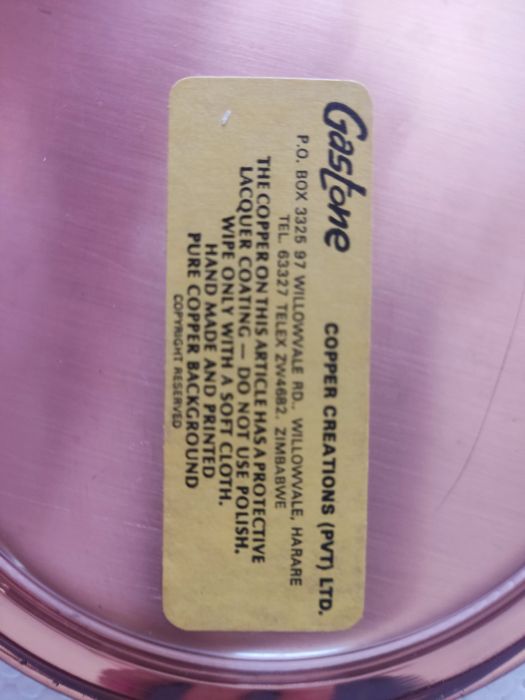 Gastone COPPER CREATIONS (PVT) LTD.
P.O. BOX 3325 97 WILLOWVALE RD., WILLOWVALE, HARARE
TEL. 63327 TELEX ZW4682. ZIMBABWE
THE COPPER ON THIS ARTICLE HAS A PROTECTIVE
LACQUER COATING — DO NOT USE POLISH.
WIPE ONLY WITH A SOFT CLOTH.
HAND MADE AND PRINTED
PURE COPPER BACKGROUND
COPYRIGHT RESERVED